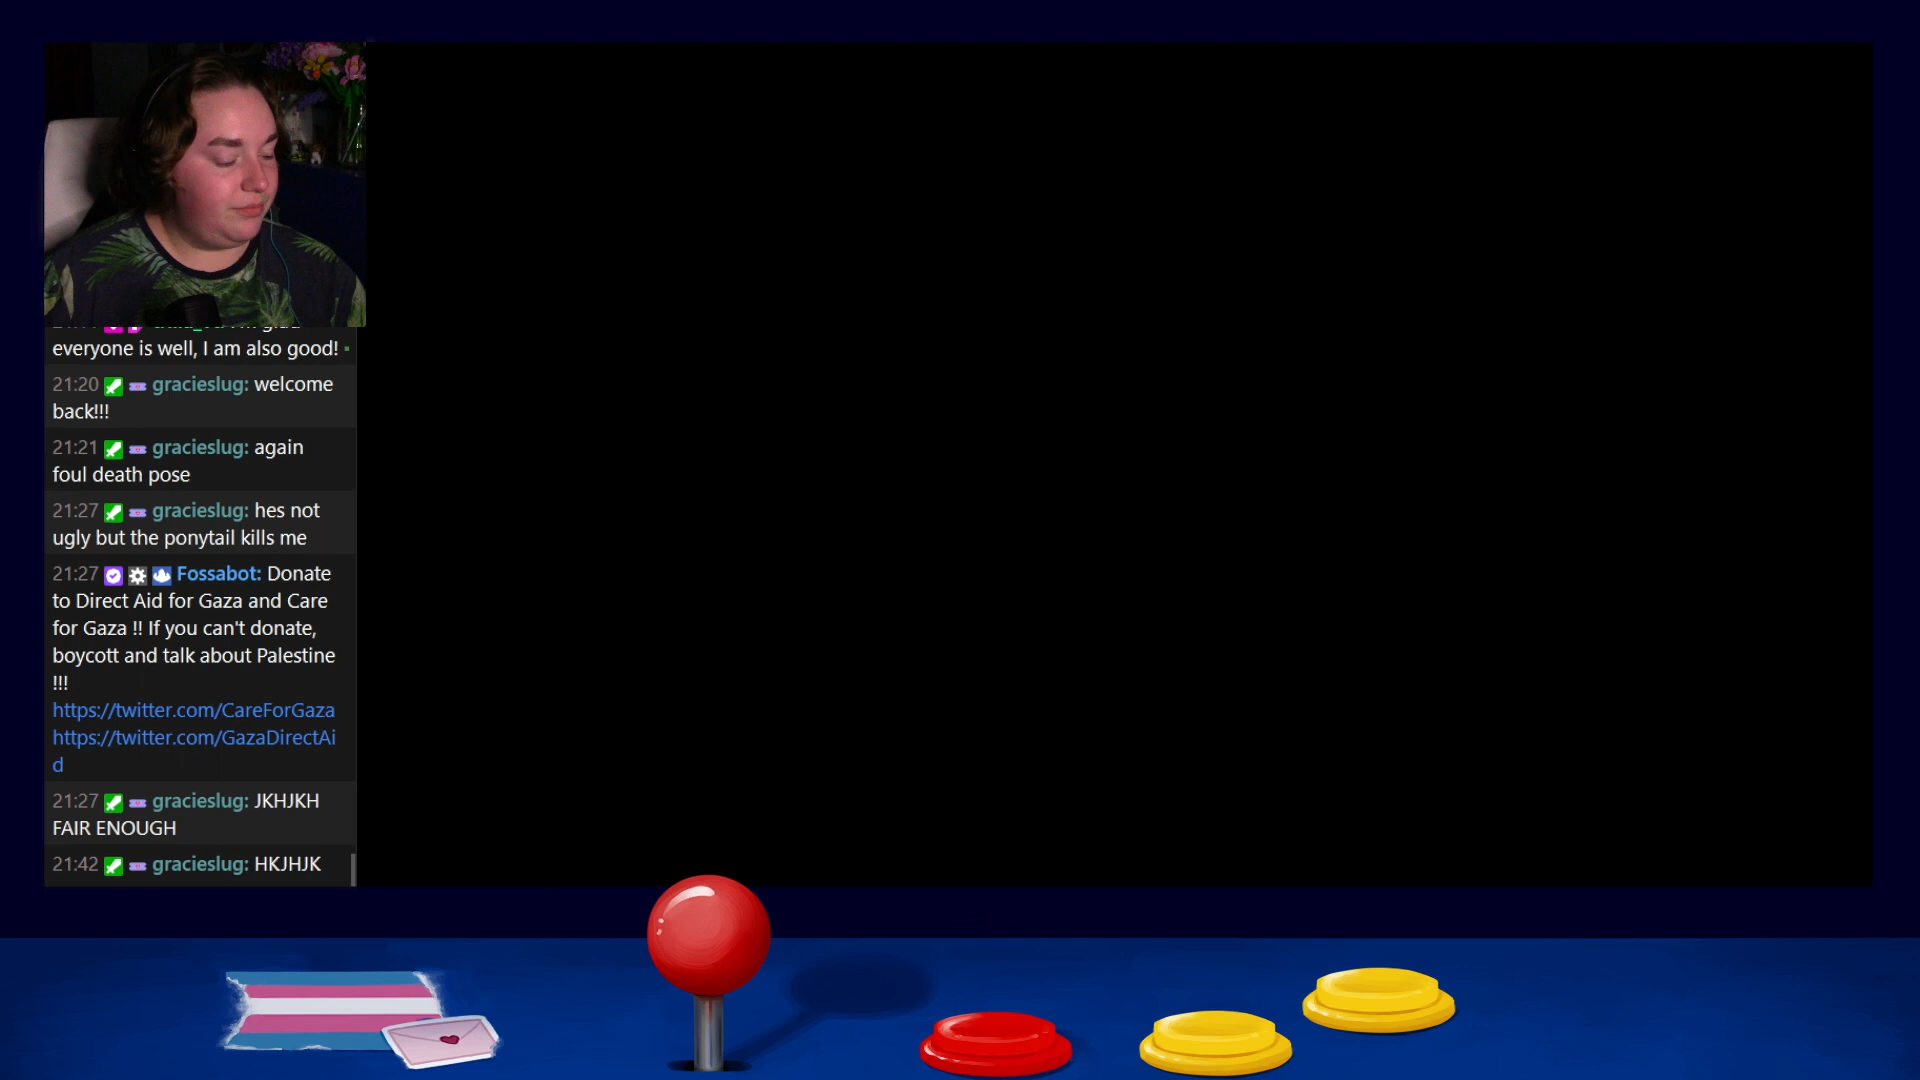 everyone is well, I am also good!
21:20 gracieslug: welcome
back!!!
21:21 gracieslug: again
foul death pose
21:27 gracieslug: hes not
ugly but the ponytail kills me
21:27 Fossabot: Donate
to Direct Aid for Gaza and Care
for Gaza !! If you can't donate,
boycott and talk about Palestine
!!!
https://twitter.com/CareForGaza
https://twitter.com/GazaDirectAi
d
21:27 gracieslug: JKHJKH
FAIR ENOUGH
21:42 gracieslug: HKJHJK